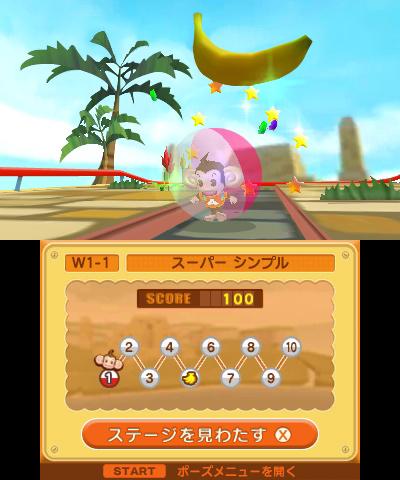 W1-1 スーパー シンプル
SCORE 100
2 4 6 8 10
1 3 7 9
ステージを見わたす X
START ポーズメニューを開く